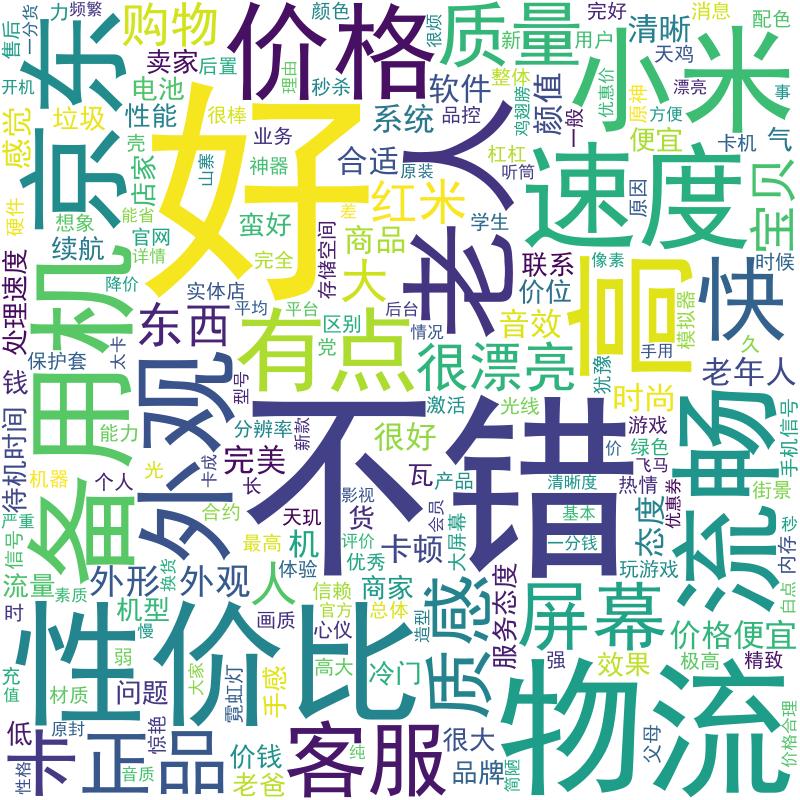 售后
一分货
力
频繁
购物
价格
颜色
很烦
质量
新
用户
完好
清晰
消息
天鸡
配色
小米
京东
开机
电池
卖家
后置
理由
秒杀
软件
品控
整体
鸡翅膀
颜值
优惠价
原神
方便
漂亮
事
感觉
垃圾
性能
很棒
业务
系统
一般
便宜
卡机
气
好
壳
店家
山寨
神器
合适
原装
老人
杠杠
听筒
速度
原因
宝贝
硬件
想象
能省
蛮好
差
红米
学生
续航
官网
详情
完全
存储空间
商品
联系
像素
时候
处理速度
备用机
降价
实体店
平均
平台
大
后台
价位
高
模拟器
快
保护套
太卡
东西
区别
党
情况
音效
手用
久
钱
外观
型号
有点
很漂亮
犹豫
老年人
待机时间
能力
分辨率
新款
激活
光线
时尚
流畅
手机信号
机器
个人
光
卡成
完美
长
不错
很好
游戏
价
绿色
飞马
热情
街景
严重
信号
合约
天玑
影视
会员
瓦
产品
清晰度
态度
优惠券
秒
内存
货
最高
机
评价
卡顿
大屏幕
基本
一分钱
流量
素质
外形
外观
换货
体验
优秀
人
信赖
商家
服务态度
玩游戏
白点
机型
慢
画质
官方
心仪
总体
造型
质感
屏幕
价格便宜
性价比
充值
弱
材质
问题
大家
霓虹灯
手感
高大
冷门
强
效果
极高
精致
低
原封
惊艳
物流
父母
价格合理
卡
正品
性格
音质
价钱
老爸
纯
客服
很大
品牌
简陋